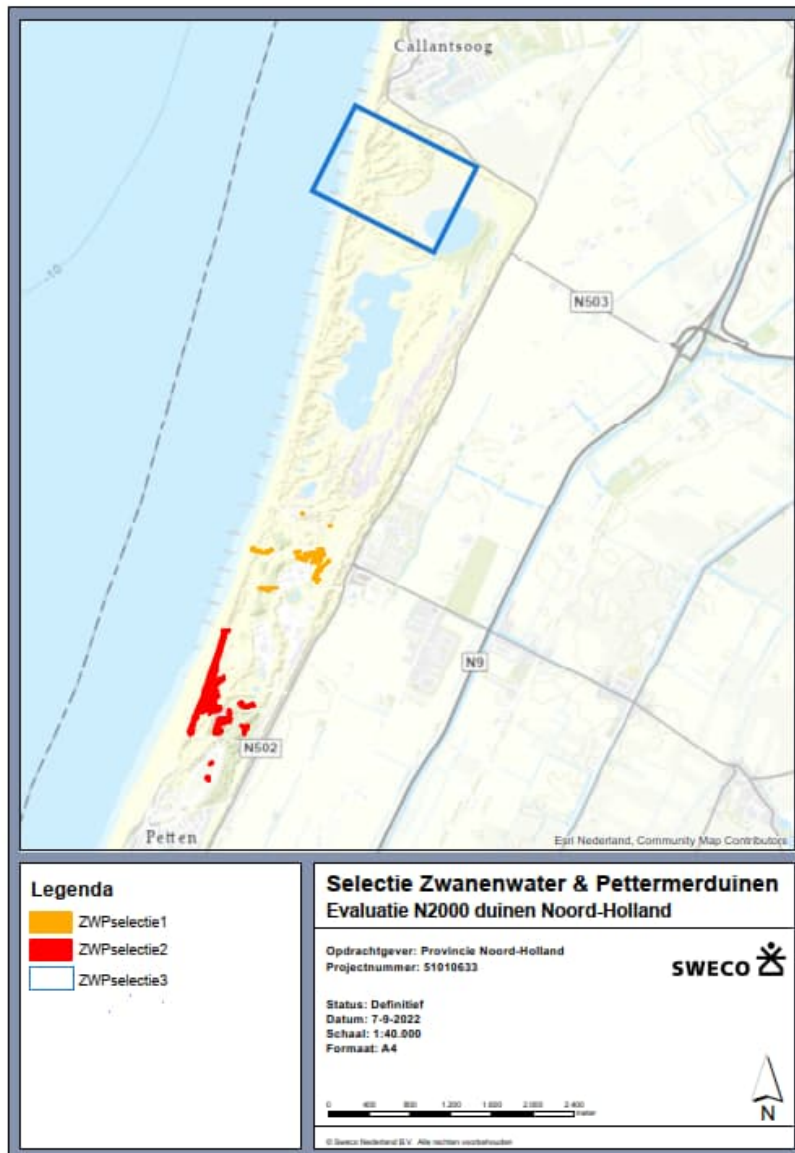 Callantsoog
-10
N503
N9
N502
Petten
Esri Nederland, Community Map Contributors
Legenda
ZWPselectie1
ZWPselectie2
ZWPselectie3
Selectie Zwanenwater & Pettermerduinen
Evaluatie N2000 duinen Noord-Holland
Opdrachtgever: Provincie Noord-Holland
Projectnummer: 51010633
SWECO
Status: Definitief
Datum: 7-9-2022
Schaal: 1:40.000
Formaat: A4
0 400 800 1.200 1.600 2.000 2.400
meter
N
© Sweco Nederland B.V. Alle rechten voorbehouden